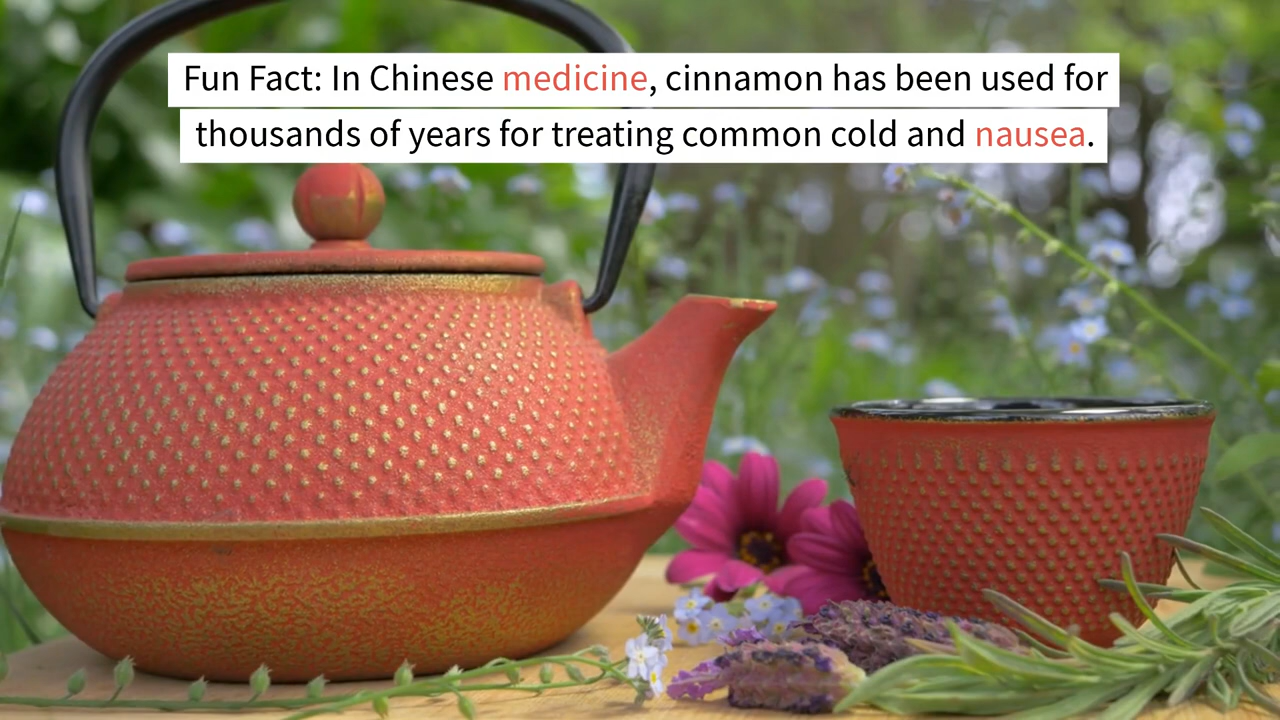 Fun Fact: In Chinese medicine, cinnamon has been used for
thousands of years for treating common cold and nausea.